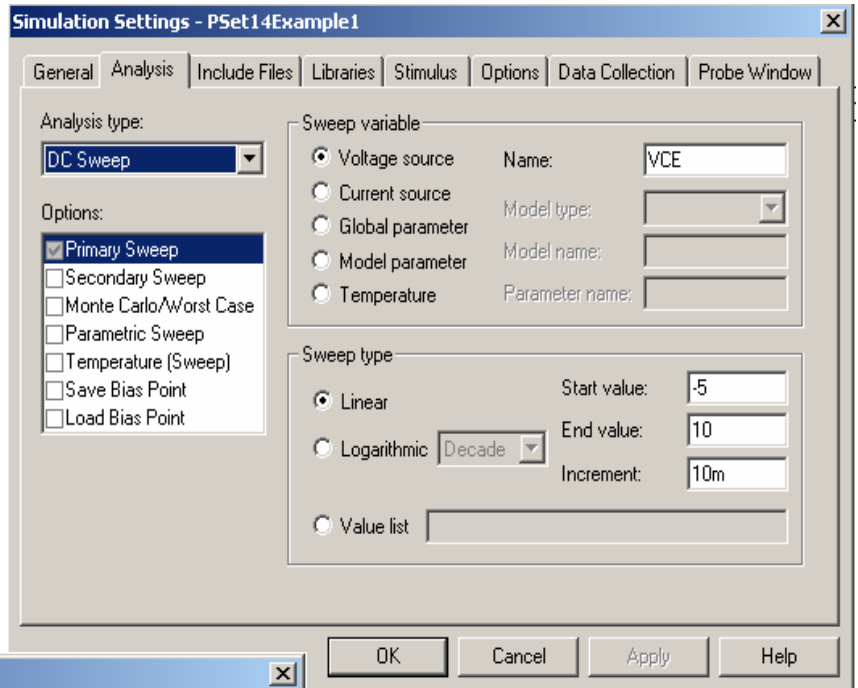 Simulation Settings - PSet14Example1
General Analysis Include Files Libraries Stimulus Options Data Collection Probe Window
Analysis type:
DC Sweep
Options:
Primary Sweep
Secondary Sweep
Monte Carlo/Worst Case
Parametric Sweep
Temperature (Sweep)
Save Bias Point
Load Bias Point
Sweep variable
Voltage source
Current source
Global parameter
Model parameter
Temperature
Name: VCE
Model type:
Model name:
Parameter name:
Sweep type
Linear
Logarithmic Decade
Value list
Start value: -5
End value: 10
Increment: 10m
OK Cancel Apply Help